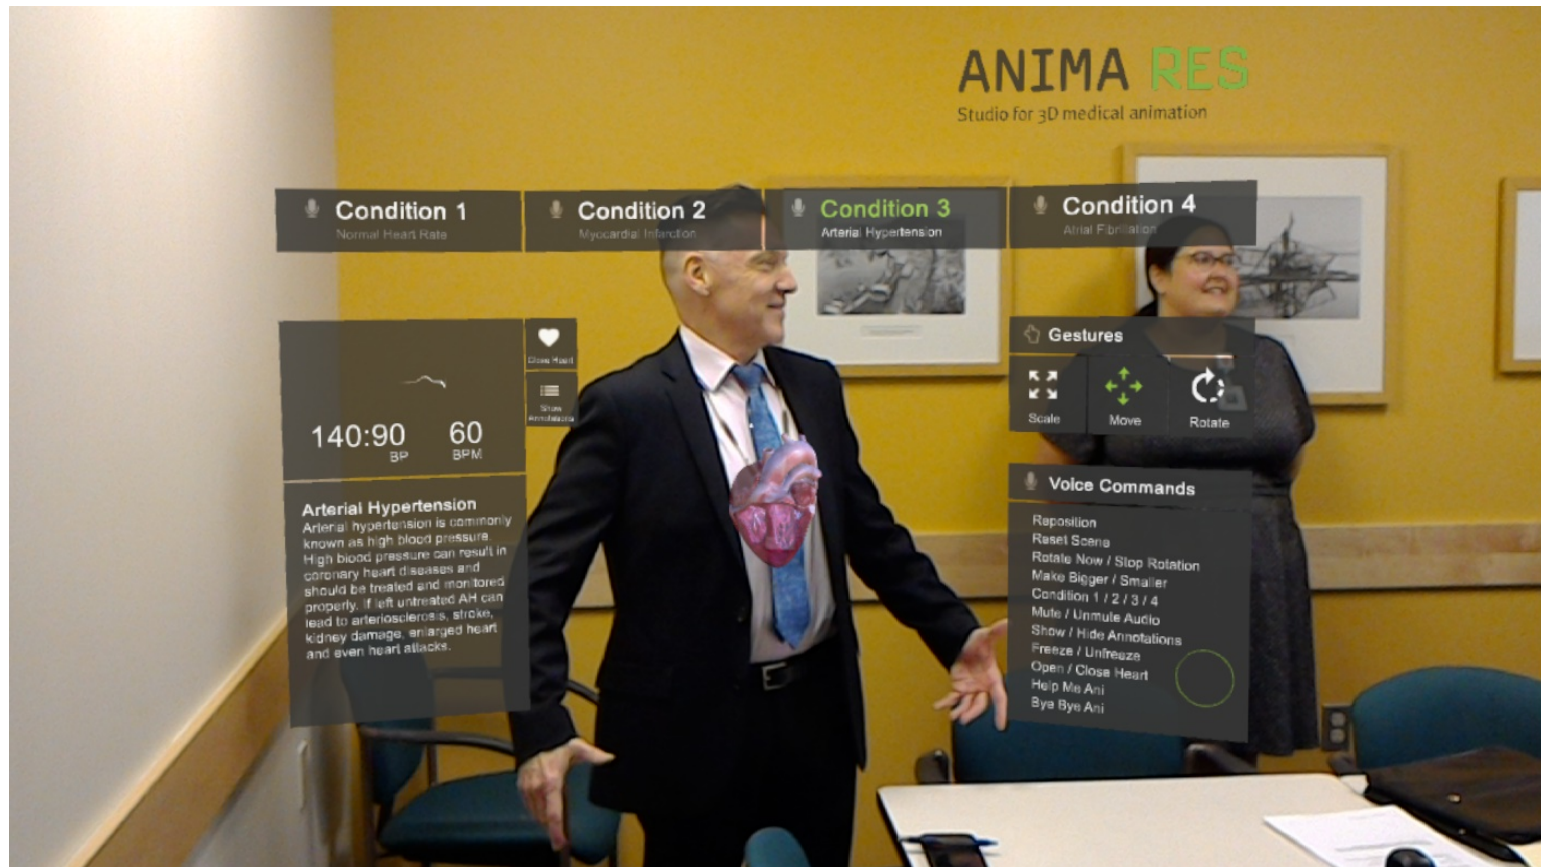 ANIMA RES
Studio for 3D medical animation
Condition 1
Normal Heart Rate
Condition 2
Myocardial Infarction
Condition 3
Arterial Hypertension
Condition 4
Atrial Fibrillation
Close Heart
Show
Annotations
140:90
BP
60
BPM
Arterial Hypertension
Arterial hypertension is commonly
known as high blood pressure.
High blood pressure can result in
coronary heart diseases and
should be treated and monitored
properly. If left untreated AH can
lead to arteriosclerosis, stroke,
kidney damage, enlarged heart
and even heart attacks.
Gestures
Scale
Move
Rotate
Voice Commands
Reposition
Reset Scene
Rotate Now / Stop Rotation
Make Bigger / Smaller
Condition 1 / 2 / 3 / 4
Mute / Unmute Audio
Show / Hide Annotations
Freeze / Unfreeze
Open / Close Heart
Help Me Ani
Bye Bye Ani